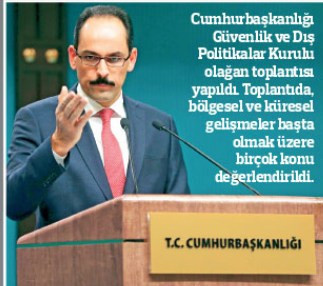 Cumhurbaşkanlığı
Güvenlik ve Dış
Politikalar Kurulu
olağan toplantısı
yapıldı. Toplantıda,
bölgesel ve küresel
gelişmeler başta
olmak üzere
birçok konu
değerlendirildi.
T.C. CUMHURBAŞKANLIĞI